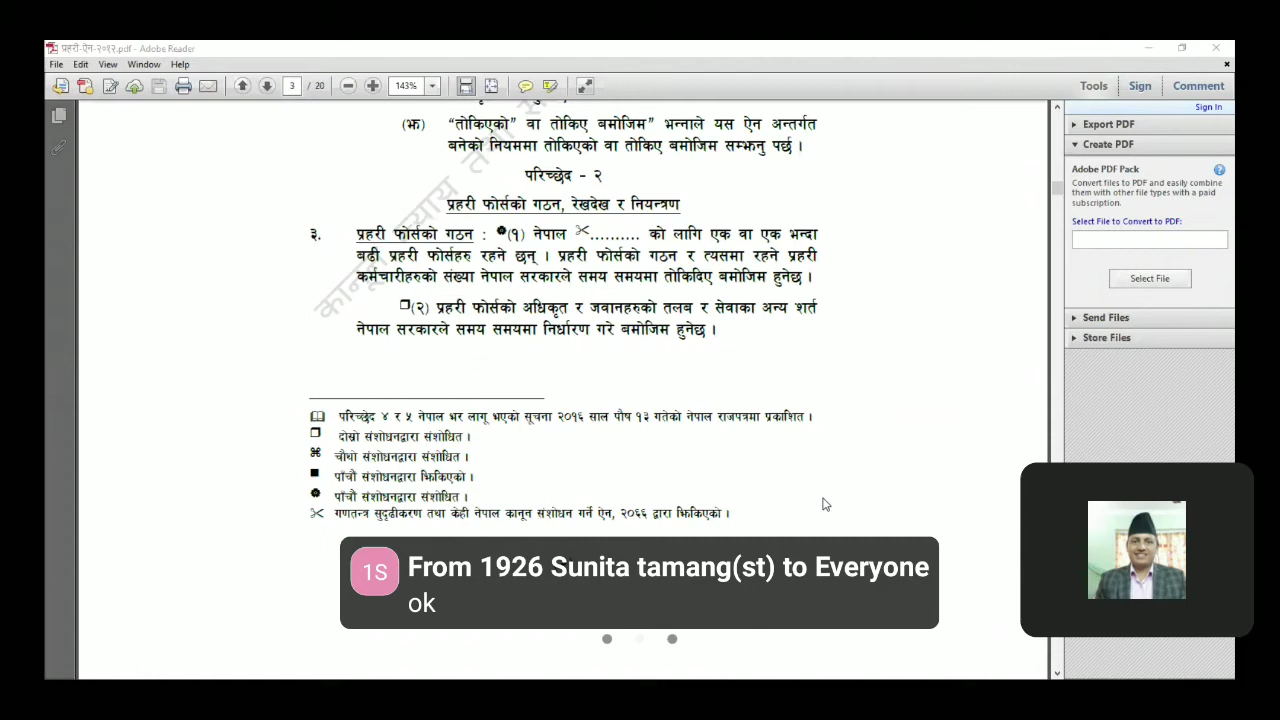 प्रहरी-ऐन-२०१२.pdf - Adobe Reader
File Edit View Window Help
3 / 20 143% Tools Sign Comment
Sign In
(झ) “तोकिएको” वा तोकिए बमोजिम” भन्नाले यस ऐन अन्तर्गत
बनेको नियममा तोकिएको वा तोकिए बमोजिम सम्झनु पर्छ ।
परिच्छेद - २
प्रहरी फोर्सको गठन, रेखदेख र नियन्त्रण
३. प्रहरी फोर्सको गठन : (१) नेपाल .......... को लागि एक वा एक भन्दा
बढी प्रहरी फोर्सहरु रहने छन् । प्रहरी फोर्सको गठन र त्यसमा रहने प्रहरी
कर्मचारीहरुको संख्या नेपाल सरकारले समय समयमा तोकिदिए बमोजिम हुनेछ ।
(२) प्रहरी फोर्सको अधिकृत र जवानहरुको तलब र सेवाका अन्य शर्त
नेपाल सरकारले समय समयमा निर्धारण गरे बमोजिम हुनेछ ।
परिच्छेद ४ र ५ नेपाल भर लागू भएको सूचना २०१६ साल पौष १३ गतेको नेपाल राजपत्रमा प्रकाशित ।
दोस्रो संशोधनद्वारा संशोधित ।
⌘ चौथो संशोधनद्वारा संशोधित ।
■ पाँचौं संशोधनद्वारा झिकिएको ।
पाँचौं संशोधनद्वारा संशोधित ।
गणतन्त्र सुदृढीकरण तथा केही नेपाल कानून संशोधन गर्ने ऐन, २०६६ द्वारा झिकिएको ।
कानून न्याय तथा
Export PDF
Create PDF
Adobe PDF Pack
Convert files to PDF and easily combine
them with other file types with a paid
subscription.
Select File to Convert to PDF:
Select File
Send Files
Store Files
1S
From 1926 Sunita tamang(st) to Everyone
ok